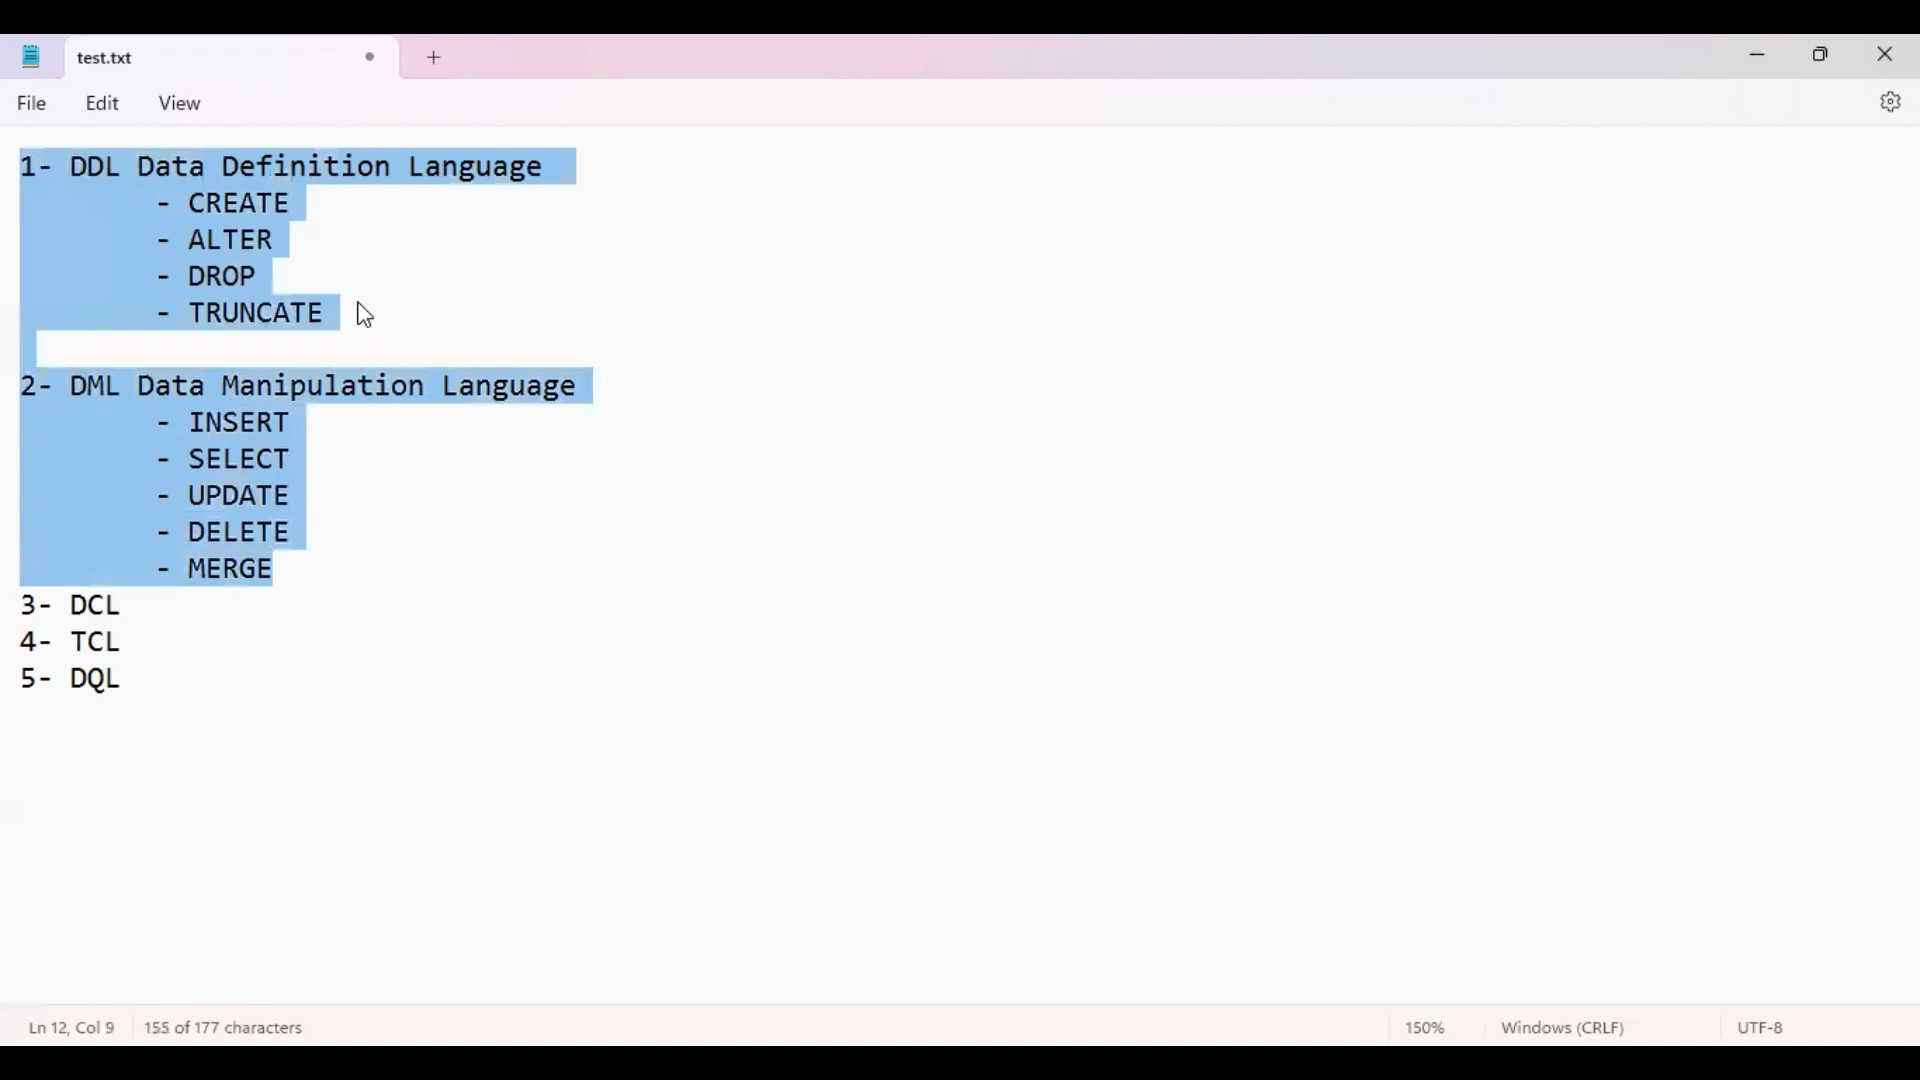 test.txt
File Edit View
1- DDL Data Definition Language
- CREATE
- ALTER
- DROP
- TRUNCATE
2- DML Data Manipulation Language
- INSERT
- SELECT
- UPDATE
- DELETE
- MERGE
3- DCL
4- TCL
5- DQL
Ln 12, Col 9 155 of 177 characters 150% Windows (CRLF) UTF-8